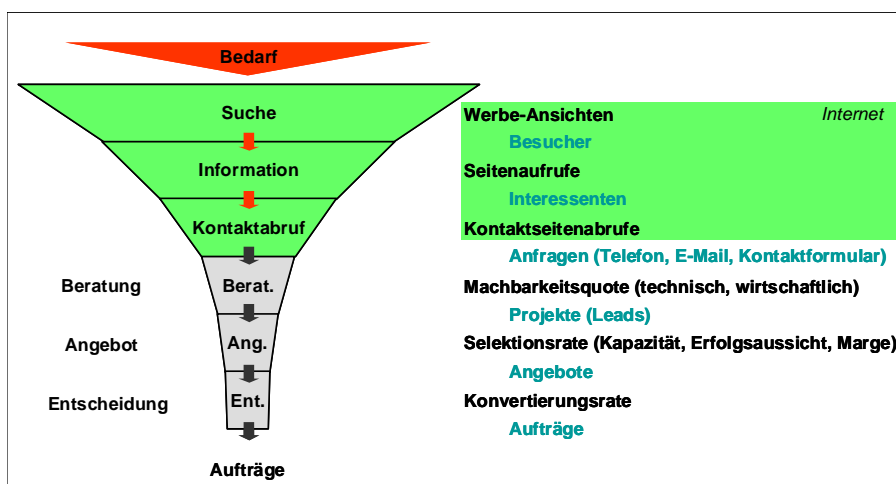 Bedarf
Suche
Werbe-Ansichten Internet
Besucher
Information
Seitenaufrufe
Interessenten
Kontaktabruf
Kontaktseitenabrufe
Anfragen (Telefon, E-Mail, Kontaktformular)
Beratung Berat. Machbarkeitsquote (technisch, wirtschaftlich)
Projekte (Leads)
Angebot Ang. Selektionsrate (Kapazität, Erfolgsaussicht, Marge)
Angebote
Entscheidung Ent. Konvertierungsrate
Aufträge
Aufträge